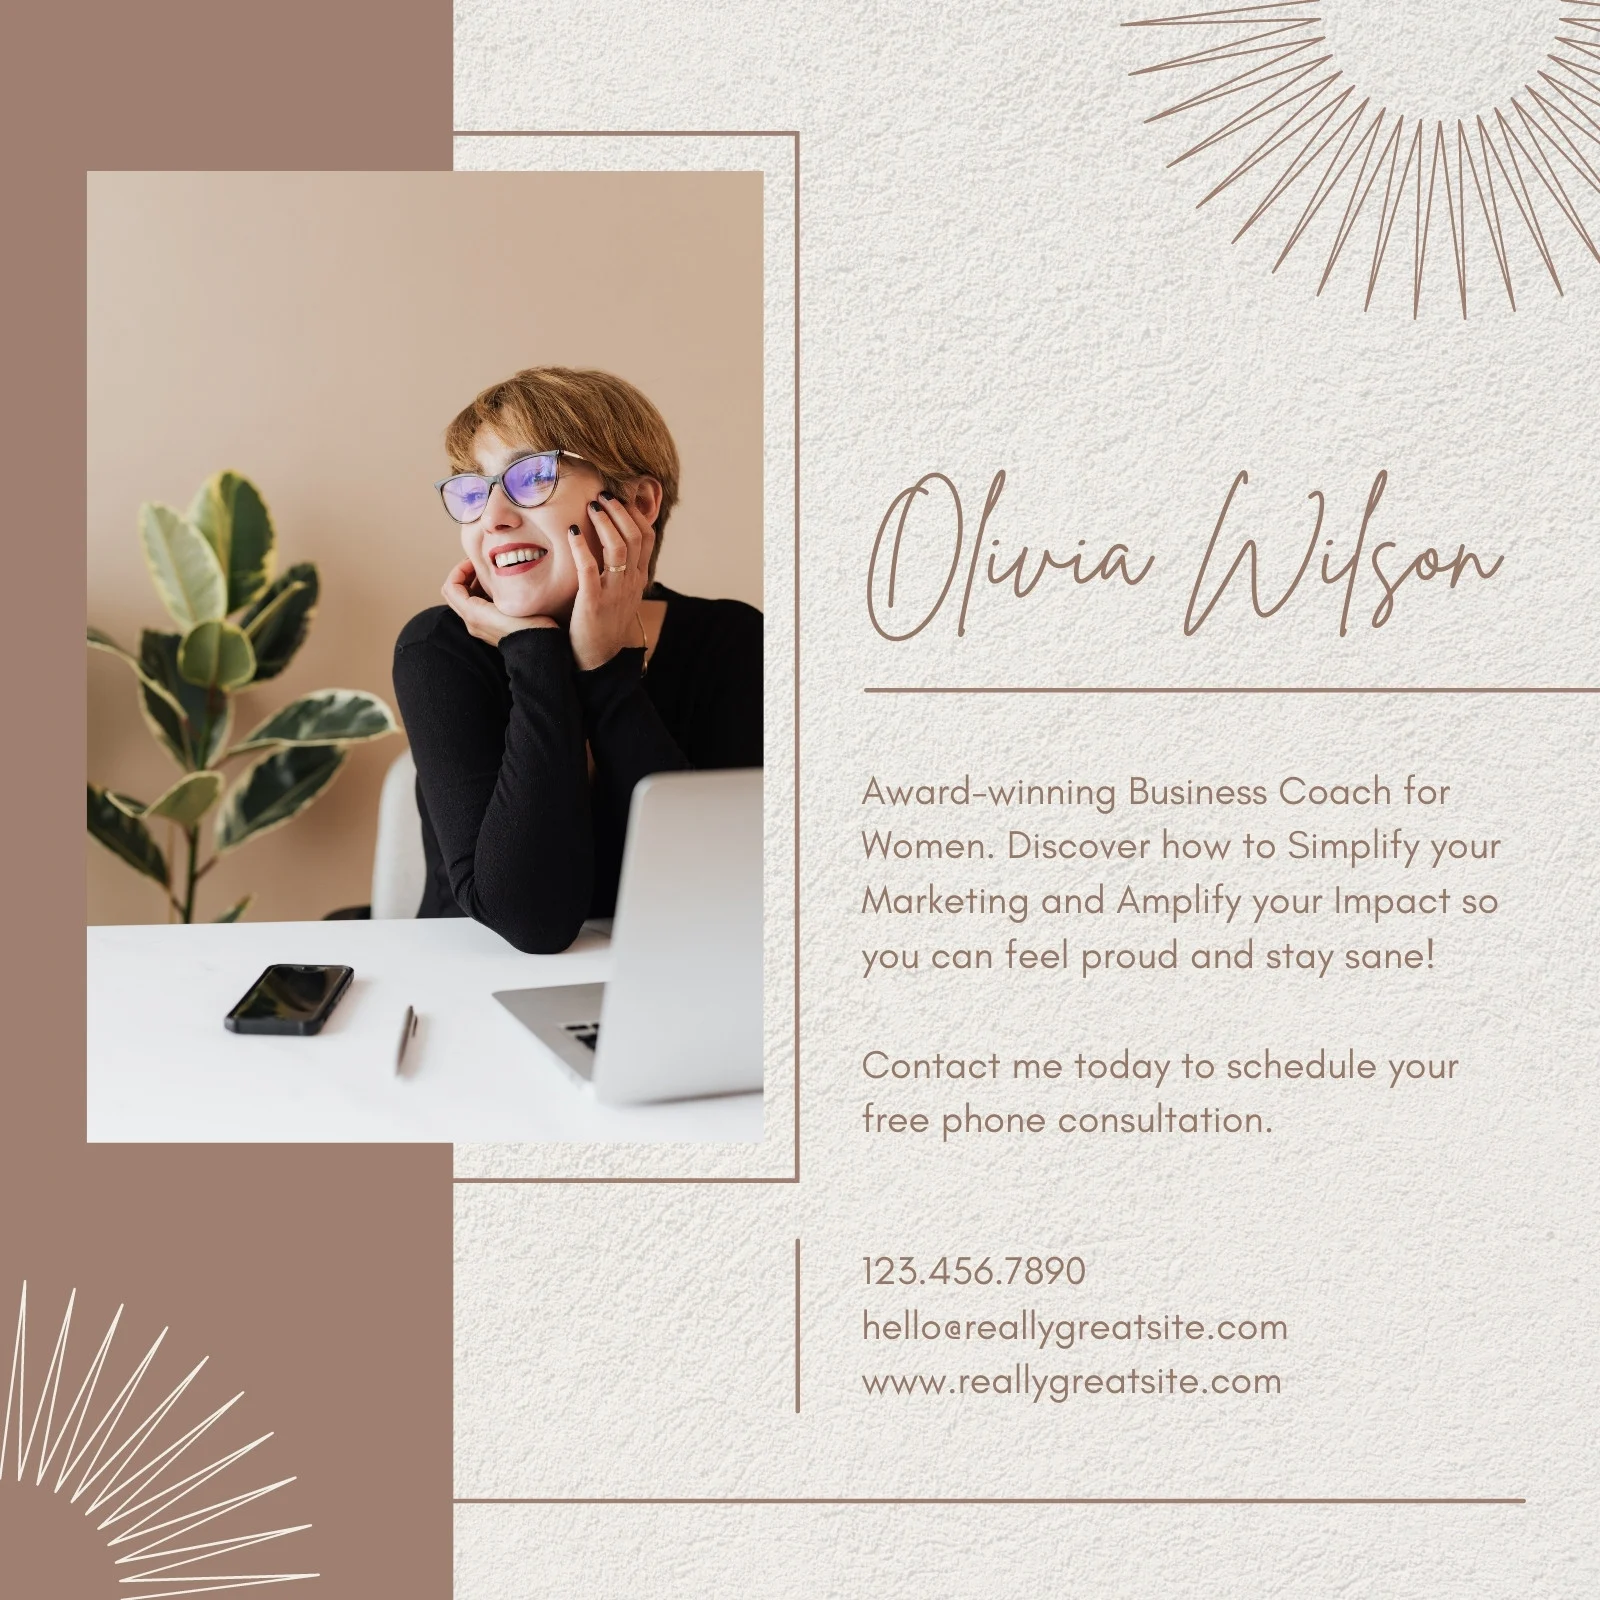 Olivia Wilson
Award-winning Business Coach for
Women. Discover how to Simplify your
Marketing and Amplify your Impact so
you can feel proud and stay sane!
Contact me today to schedule your
free phone consultation.
123.456.7890
hello@reallygreatsite.com
www.reallygreatsite.com